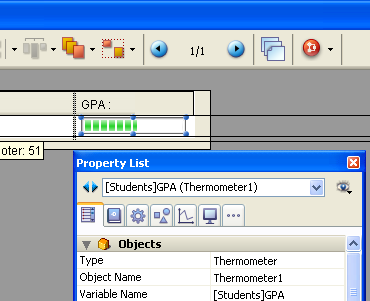 1/1
GPA :
oter: 51
Property List
[Students]GPA (Thermometer1)
Objects
Type Thermometer
Object Name Thermometer1
Variable Name [Students]GPA